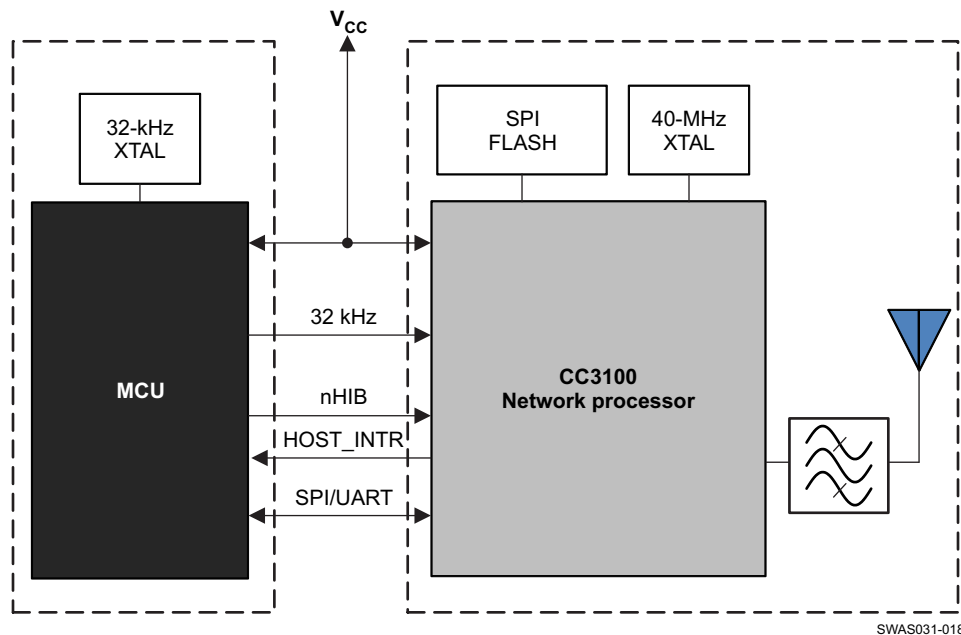 VCC
32-kHz
XTAL
SPI
FLASH
40-MHz
XTAL
32 kHz
MCU
CC3100
Network processor
nHIB
HOST_INTR
SPI/UART
SWAS031-018